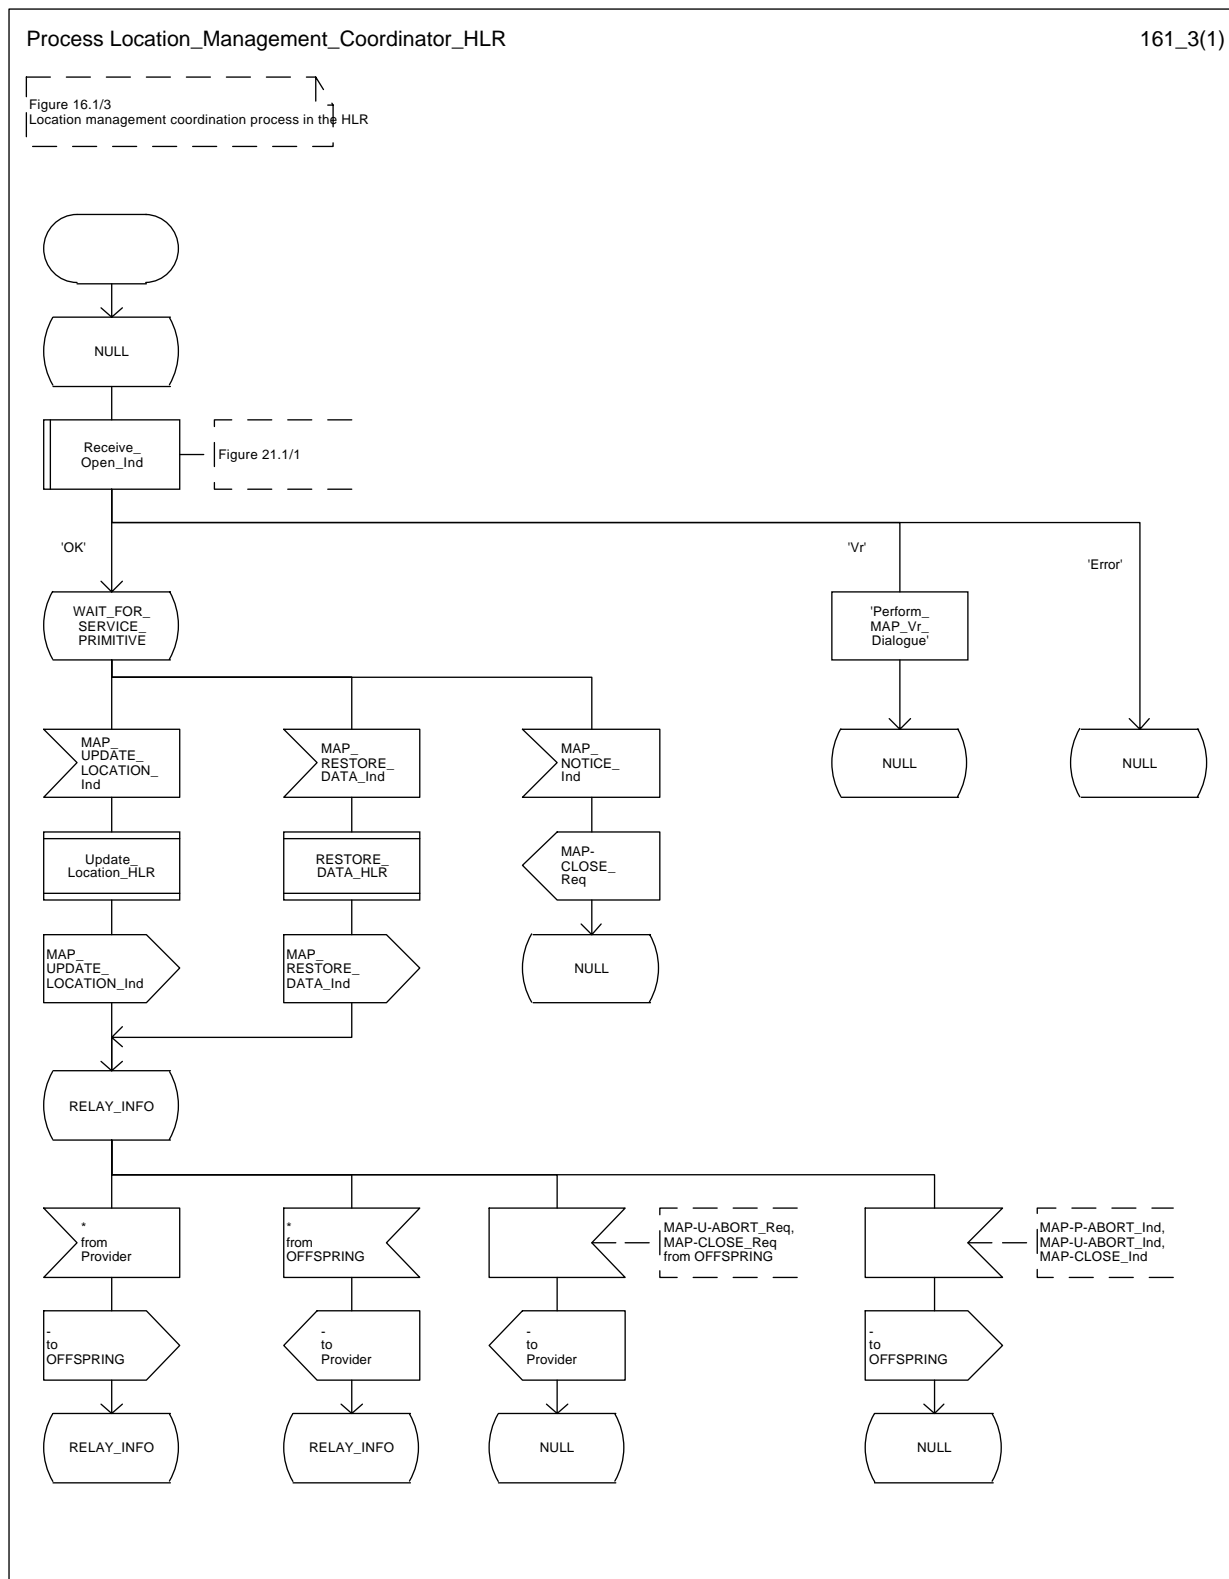 Process Location_Management_Coordinator_HLR
161_3(1)
Figure 16.1/3
Location management coordination process in the HLR
NULL
Receive_
Open_Ind
Figure 21.1/1
'OK'
'Vr'
'Error'
WAIT_FOR_
SERVICE_
PRIMITIVE
'Perform_
MAP_Vr_
Dialogue'
MAP_
UPDATE_
LOCATION_
Ind
MAP_
RESTORE_
DATA_Ind
MAP_
NOTICE_
Ind
NULL
NULL
Update_
Location_HLR
RESTORE_
DATA_HLR
MAP-
CLOSE_
Req
MAP_
UPDATE_
LOCATION_Ind
MAP_
RESTORE_
DATA_Ind
NULL
RELAY_INFO
*
from
Provider
*
from
OFFSPRING
MAP-U-ABORT_Req,
MAP-CLOSE_Req
from OFFSPRING
MAP-P-ABORT_Ind,
MAP-U-ABORT_Ind,
MAP-CLOSE_Ind
-
to
OFFSPRING
-
to
Provider
-
to
Provider
-
to
OFFSPRING
RELAY_INFO
RELAY_INFO
NULL
NULL